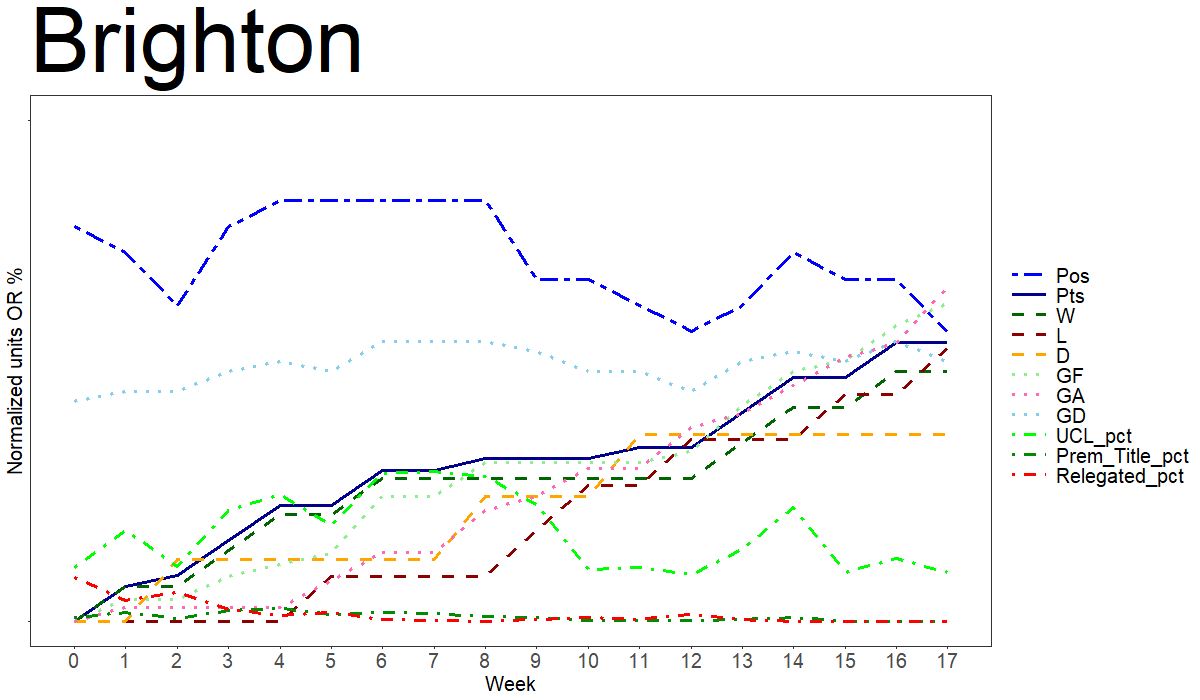 Brighton
Normalized units OR %
Pos
Pts
W
L
D
GF
GA
GD
UCL_pct
Prem_Title_pct
Relegated_pct
0 1 2 3 4 5 6 7 8 9 10 11 12 13 14 15 16 17
Week